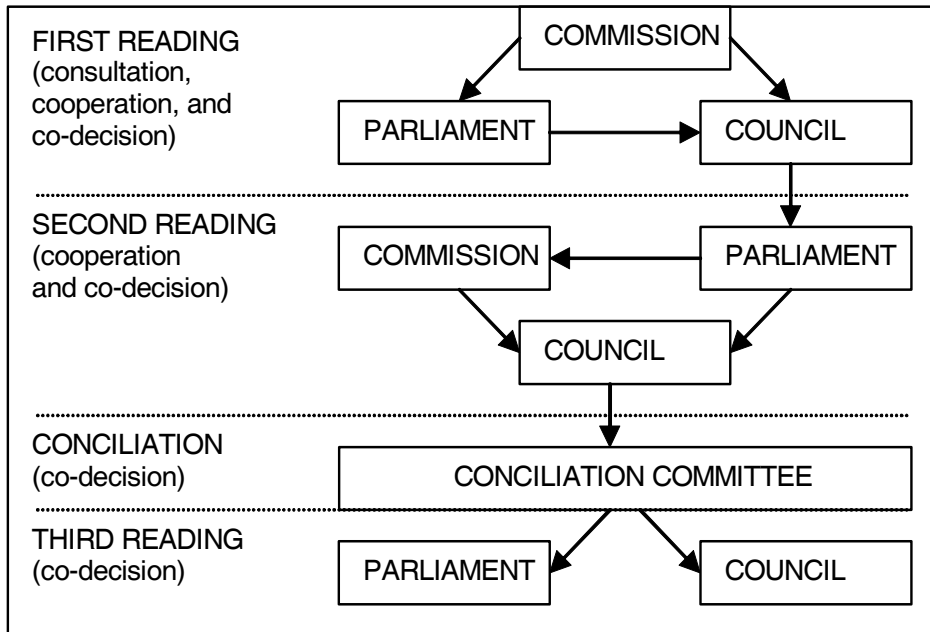 FIRST READING
(consultation,
cooperation, and
co-decision)
COMMISSION
PARLIAMENT
COUNCIL
SECOND READING
(cooperation
and co-decision)
COMMISSION
PARLIAMENT
COUNCIL
CONCILIATION
(co-decision)
CONCILIATION COMMITTEE
THIRD READING
(co-decision)
PARLIAMENT
COUNCIL